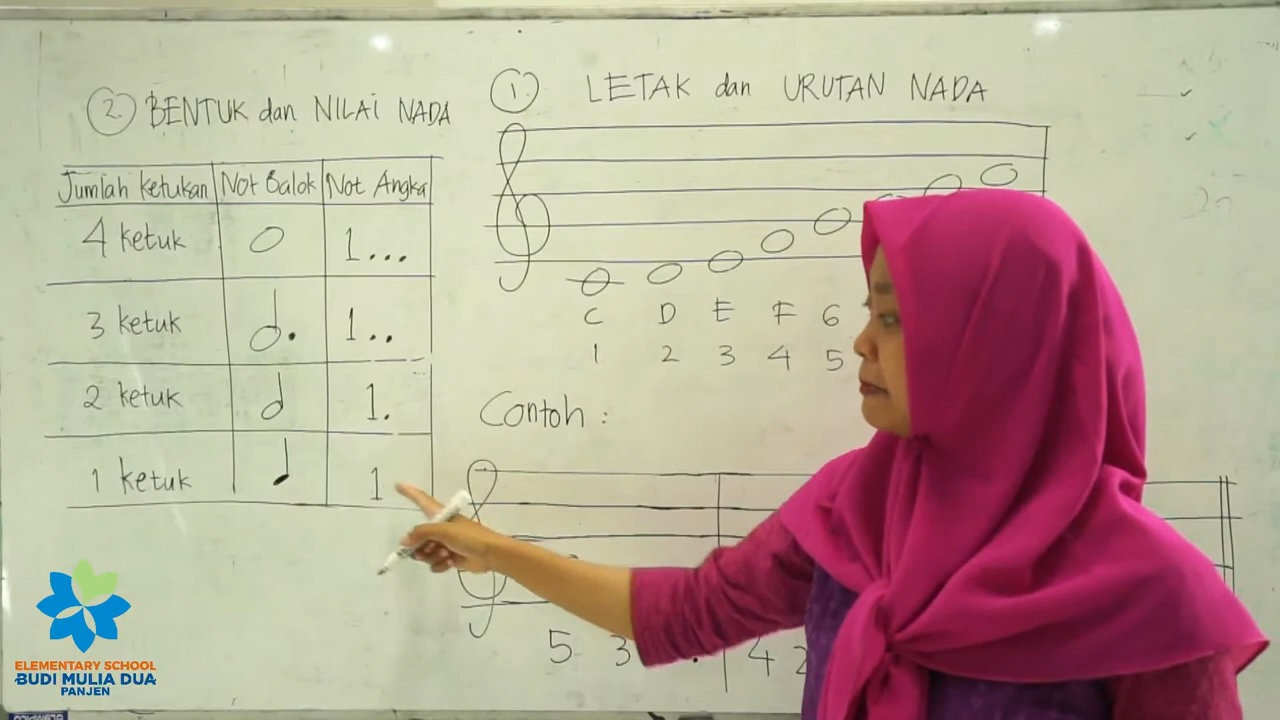 1. LETAK dan URUTAN NADA
C D E F G
1 2 3 4 5
Contoh :
5 3 . | 4 2
2. BENTUK dan NILAI NADA
Jumlah Ketukan Not Balok Not Angka
4 ketuk 1...
3 ketuk 1..
2 ketuk 1.
1 ketuk 1
ELEMENTARY SCHOOL
BUDI MULIA DUA
PANJEN